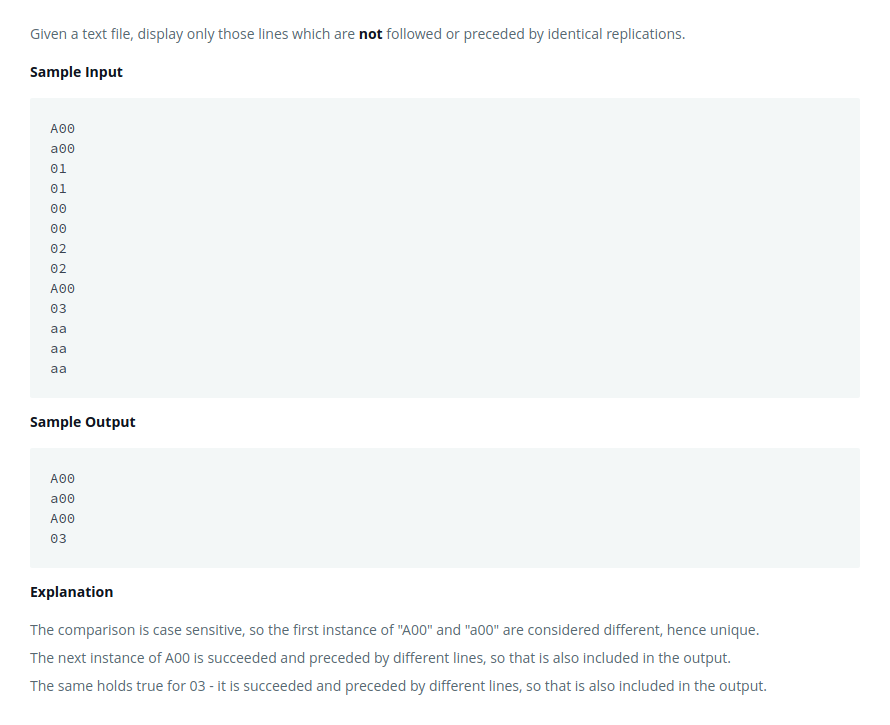 Given a text file, display only those lines which are not followed or preceded by identical replications.
Sample Input
A00
a00
01
01
00
00
02
02
A00
03
aa
aa
aa
Sample Output
A00
a00
A00
03
Explanation
The comparison is case sensitive, so the first instance of "A00" and "a00" are considered different, hence unique.
The next instance of A00 is succeeded and preceded by different lines, so that is also included in the output.
The same holds true for 03 - it is succeeded and preceded by different lines, so that is also included in the output.